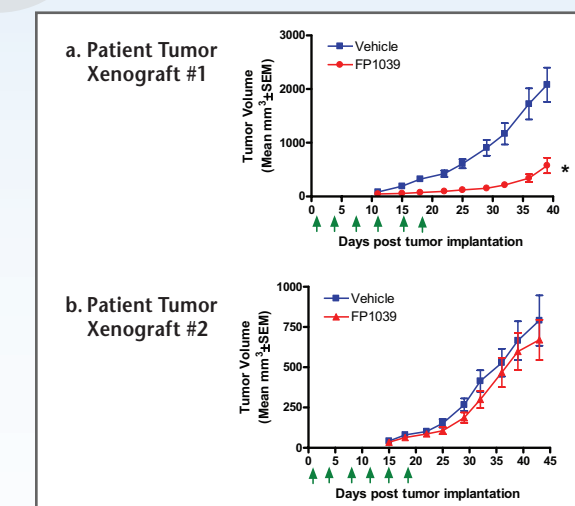 a. Patient Tumor
Xenograft #1
Tumor Volume
(Mean mm³±SEM)
3000
2000
1000
0
Vehicle
FP1039
*
0 5 10 15 20 25 30 35 40
Days post tumor implantation
b. Patient Tumor
Xenograft #2
Tumor Volume
(Mean mm³±SEM)
1000
750
500
250
0
Vehicle
FP1039
0 5 10 15 20 25 30 35 40 45
Days post tumor implantation